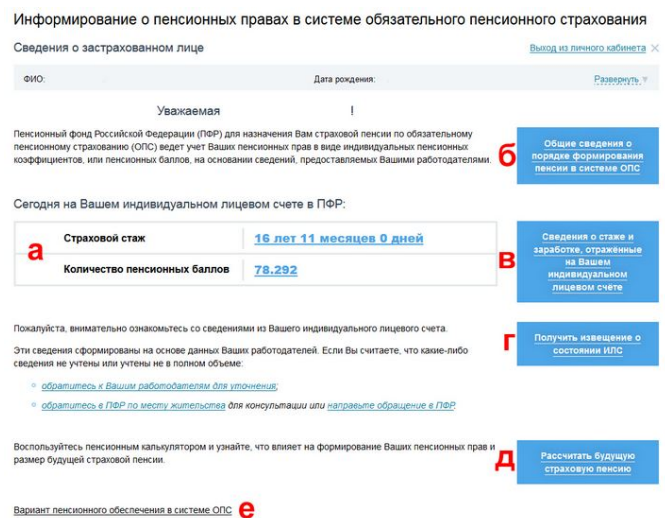 Информирование о пенсионных правах в системе обязательного пенсионного страхования
Сведения о застрахованном лице
Выход из личного кабинета
ФИО:
Дата рождения:
Развернуть
Уважаемая !
Пенсионный фонд Российской Федерации (ПФР) для назначения Вам страховой пенсии по обязательному
пенсионному страхованию (ОПС) ведет учет Ваших пенсионных прав в виде индивидуальных пенсионных
коэффициентов, или пенсионных баллов, на основании сведений, предоставляемых Вашими работодателями.
б
Общие сведения о
порядке формирования
пенсии в системе ОПС
Сегодня на Вашем индивидуальном лицевом счете в ПФР:
а
Страховой стаж 16 лет 11 месяцев 0 дней
Количество пенсионных баллов 78.292
в
Сведения о стаже и
заработке, отражённые
на Вашем
индивидуальном
лицевом счёте
Пожалуйста, внимательно ознакомьтесь со сведениями из Вашего индивидуального лицевого счета.
Эти сведения сформированы на основе данных Ваших работодателей. Если Вы считаете, что какие-либо
сведения не учтены или учтены не в полном объеме:
обратитесь к Вашим работодателям для уточнения;
обратитесь в ПФР по месту жительства для консультации или направьте обращение в ПФР.
г
Получить извещение о
состоянии ИЛС
Воспользуйтесь пенсионным калькулятором и узнайте, что влияет на формирование Ваших пенсионных прав и
размер будущей страховой пенсии.
д
Рассчитать будущую
страховую пенсию
Вариант пенсионного обеспечения в системе ОПС
е